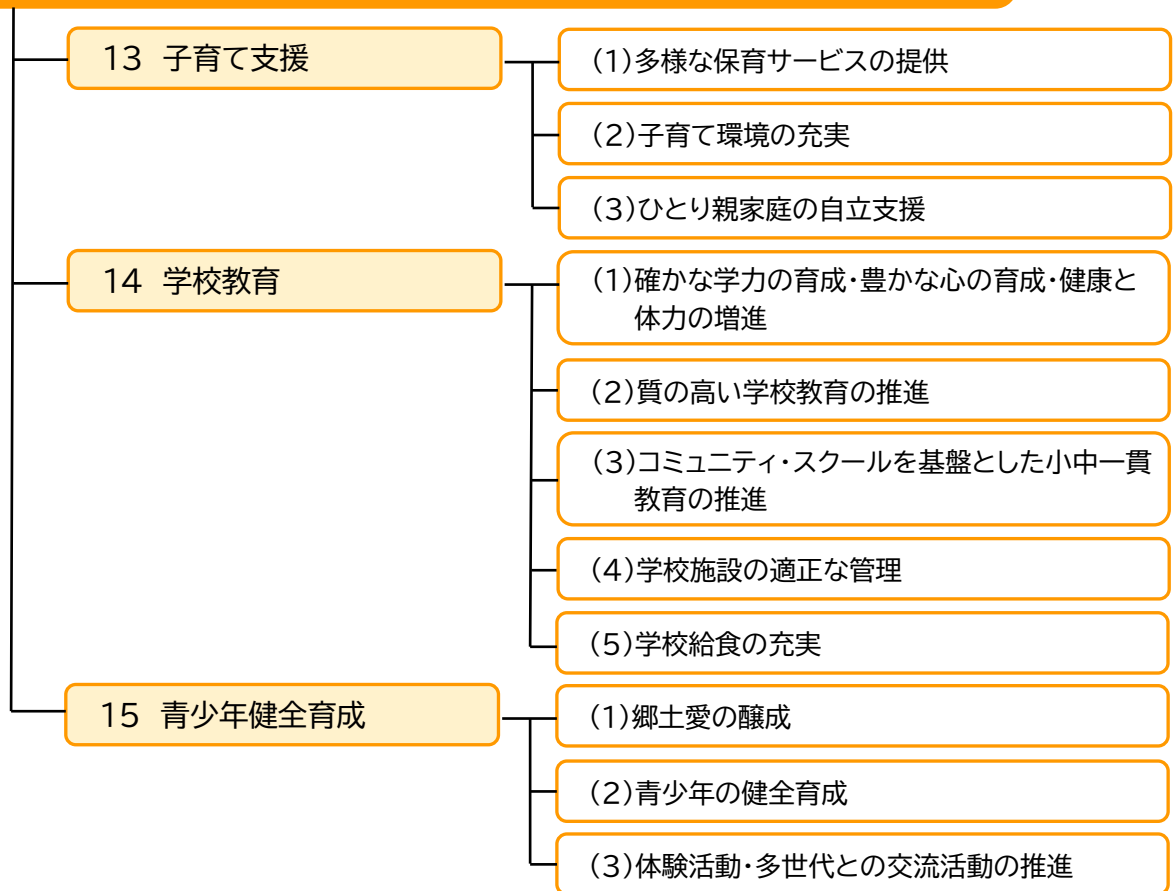 13 子育て支援
(1)多様な保育サービスの提供
(2)子育て環境の充実
(3)ひとり親家庭の自立支援
14 学校教育
(1)確かな学力の育成・豊かな心の育成・健康と
体力の増進
(2)質の高い学校教育の推進
(3)コミュニティ・スクールを基盤とした小中一貫
教育の推進
(4)学校施設の適正な管理
(5)学校給食の充実
15 青少年健全育成
(1)郷土愛の醸成
(2)青少年の健全育成
(3)体験活動・多世代との交流活動の推進